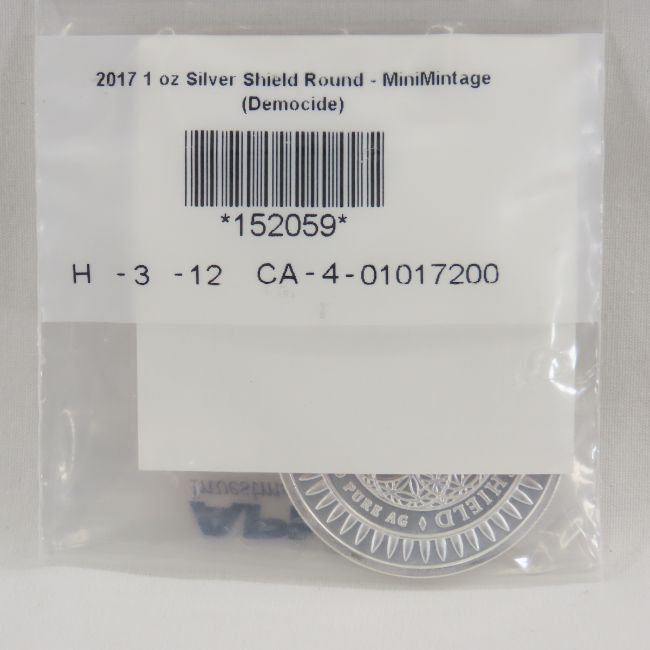 2017 1 oz Silver Shield Round - MiniMintage
(Democide)
*152059*
H -3 -12 CA-4-01017200
PURE AG ◊ SHIELD